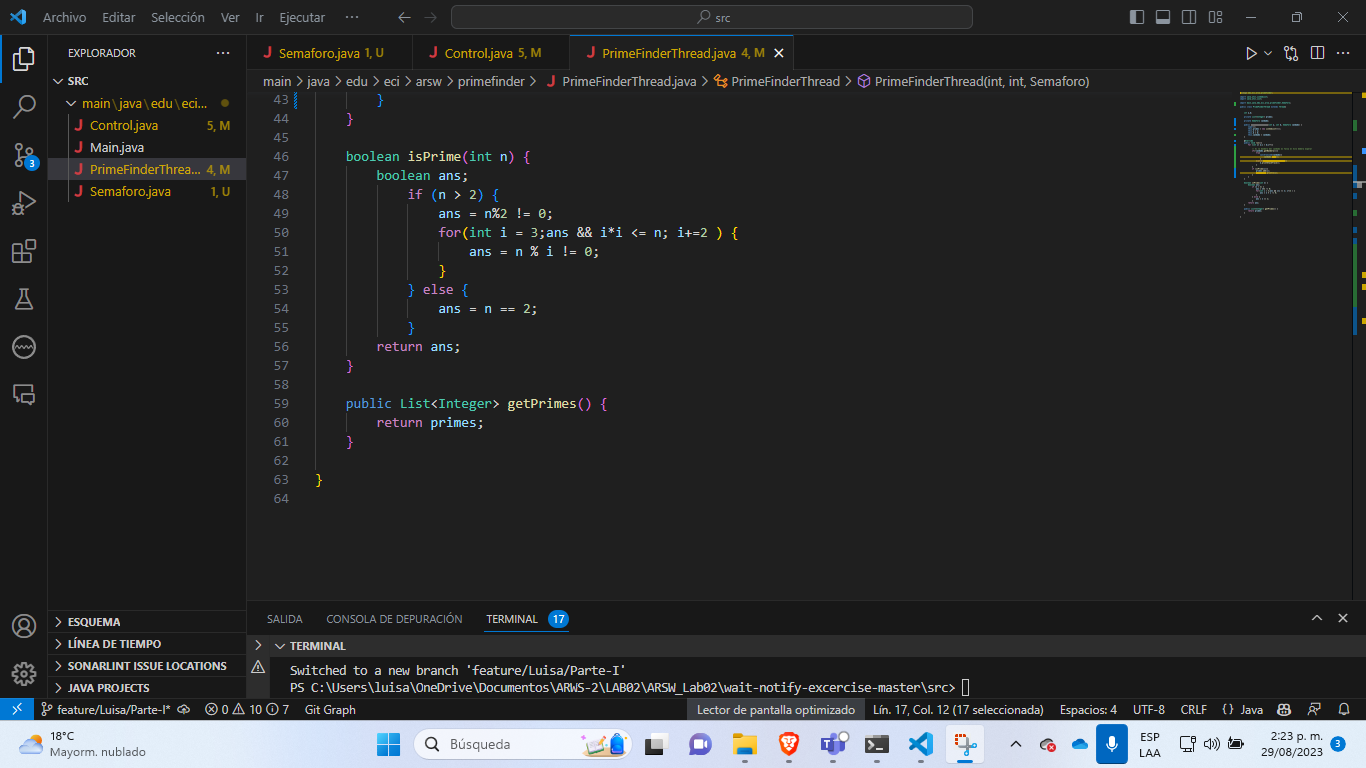 Archivo Editar Selección Ver Ir Ejecutar ··· src
EXPLORADOR ···
SRC
main\java\edu\eci...
Control.java 5, M
Main.java
PrimeFinderThrea... 4, M
Semaforo.java 1, U
3
ESQUEMA
LÍNEA DE TIEMPO
SONARLINT ISSUE LOCATIONS
JAVA PROJECTS
Semaforo.java 1, U Control.java 5, M PrimeFinderThread.java 4, M
main > java > edu > eci > arsw > primefinder > PrimeFinderThread.java > PrimeFinderThread > PrimeFinderThread(int, int, Semaforo)
43 }
44 }
45
46 boolean isPrime(int n) {
47 boolean ans;
48 if (n > 2) {
49 ans = n%2 != 0;
50 for(int i = 3;ans && i*i <= n; i+=2 ) {
51 ans = n % i != 0;
52 }
53 } else {
54 ans = n == 2;
55 }
56 return ans;
57 }
58
59 public List<Integer> getPrimes() {
60 return primes;
61 }
62
63 }
64
SALIDA CONSOLA DE DEPURACIÓN TERMINAL 17
TERMINAL
Switched to a new branch 'feature/Luisa/Parte-I'
PS C:\Users\luisa\OneDrive\Documentos\ARWS-2\LAB02\ARSW_Lab02\wait-notify-excercise-master\src>
feature/Luisa/Parte-I* 0 10 7 Git Graph Lector de pantalla optimizado Lín. 17, Col. 12 (17 seleccionada) Espacios: 4 UTF-8 CRLF {} Java
18°C
Mayorm. nublado
Búsqueda
ESP
LAA
2:23 p. m.
29/08/2023
3